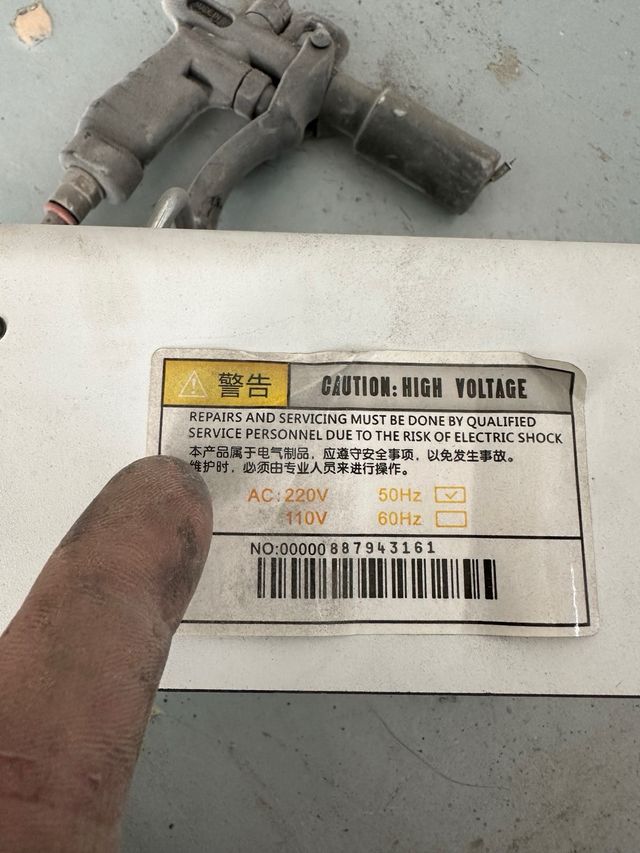 警告 CAUTION: HIGH VOLTAGE
REPAIRS AND SERVICING MUST BE DONE BY QUALIFIED
SERVICE PERSONNEL DUE TO THE RISK OF ELECTRIC SHOCK
本产品属于电气制品，应遵守安全事项，以免发生事故。
维护时，必须由专业人员来进行操作。
AC: 220V 50Hz
110V 60Hz
NO:00000887943161